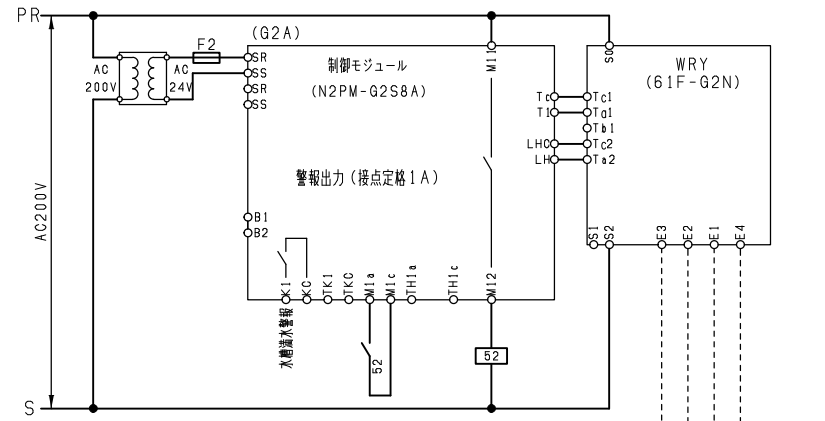 PR
(G2A)
F2
AC
200V
AC
24V
SR
SS
SR
SS
制御モジュール
(N2PM-G2S8A)
M11
S0
WRY
(61F-G2N)
Tc
T1
LHC
LH
Tc1
Ta1
Tb1
Tc2
Ta2
警報出力(接点定格1A)
AC200V
B1
B2
S1
S2
E3
E2
E1
E4
K1
KC
TK1
TKC
M1a
M1c
TH1a
TH1c
M12
水槽満水警報
52
52
S